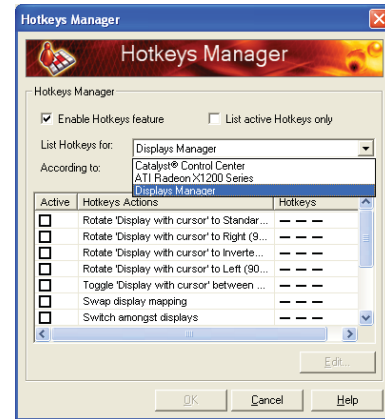 Hotkeys Manager
Hotkeys Manager
Hotkeys Manager
Enable Hotkeys feature
List active Hotkeys only
List Hotkeys for:
Displays Manager
According to:
Catalyst® Control Center
ATI Radeon X1200 Series
Displays Manager
Active Hotkeys Actions Hotkeys
Rotate 'Display with cursor' to Standar... — — —
Rotate 'Display with cursor' to Right (9... — — —
Rotate 'Display with cursor' to Inverte... — — —
Rotate 'Display with cursor' to Left (90... — — —
Toggle 'Display with cursor' between ... — — —
Swap display mapping — — —
Switch amongst displays — — —
Edit...
OK Cancel Help